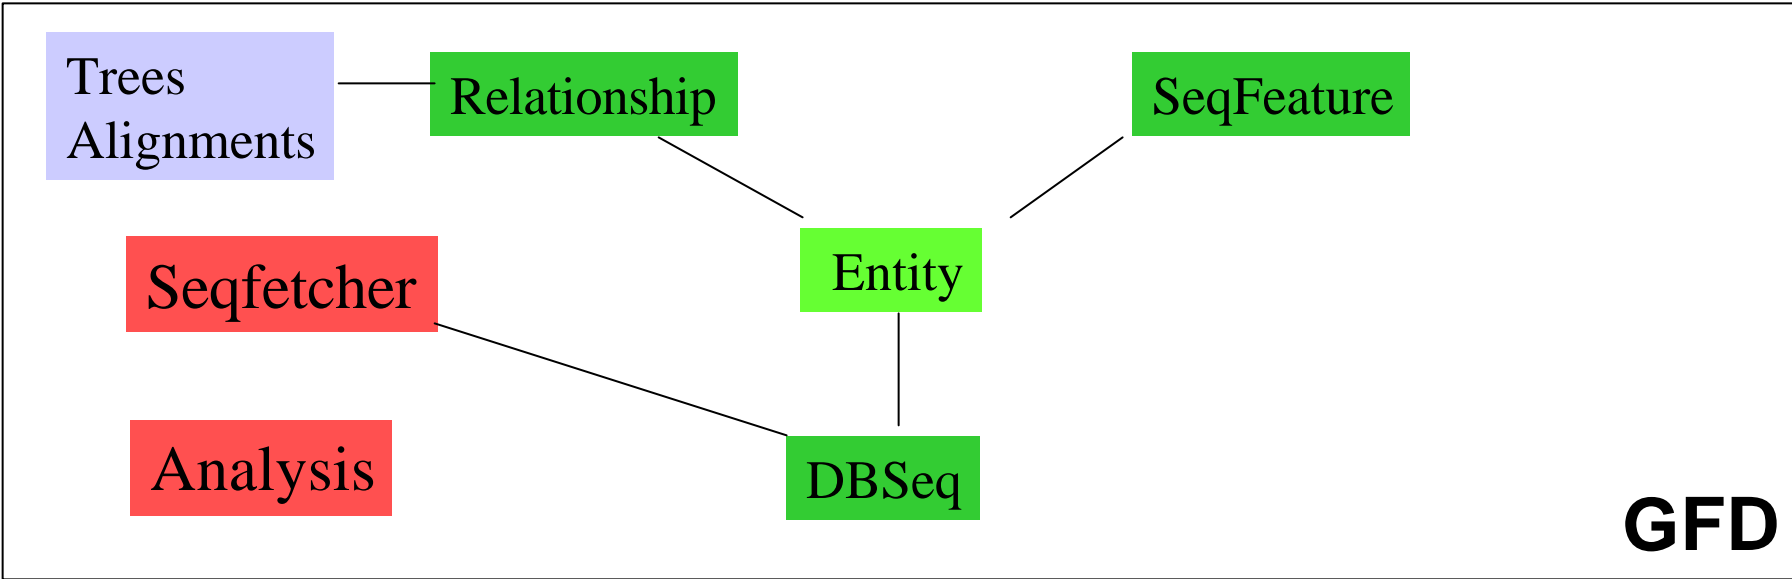 Trees
Alignments
Relationship
SeqFeature
Seqfetcher
Entity
Analysis
DBSeq
GFD